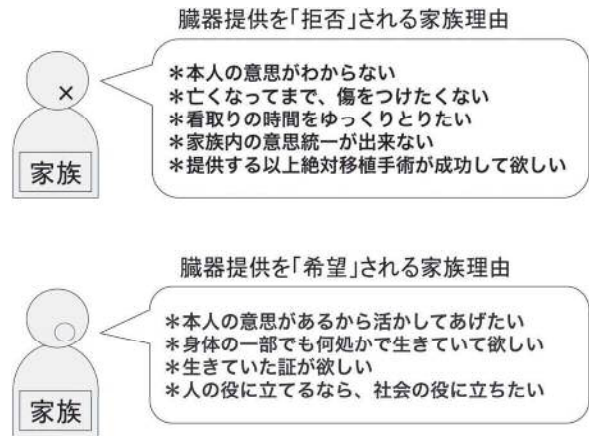 臓器提供を「拒否」される家族理由
＊本人の意思がわからない
＊亡くなってまで、傷をつけたくない
＊看取りの時間をゆっくりとりたい
＊家族内の意思統一が出来ない
＊提供する以上絶対移植手術が成功して欲しい
家族
臓器提供を「希望」される家族理由
＊本人の意思があるから活かしてあげたい
＊身体の一部でも何処かで生きていて欲しい
＊生きていた証が欲しい
＊人の役に立てるなら、社会の役に立ちたい
家族